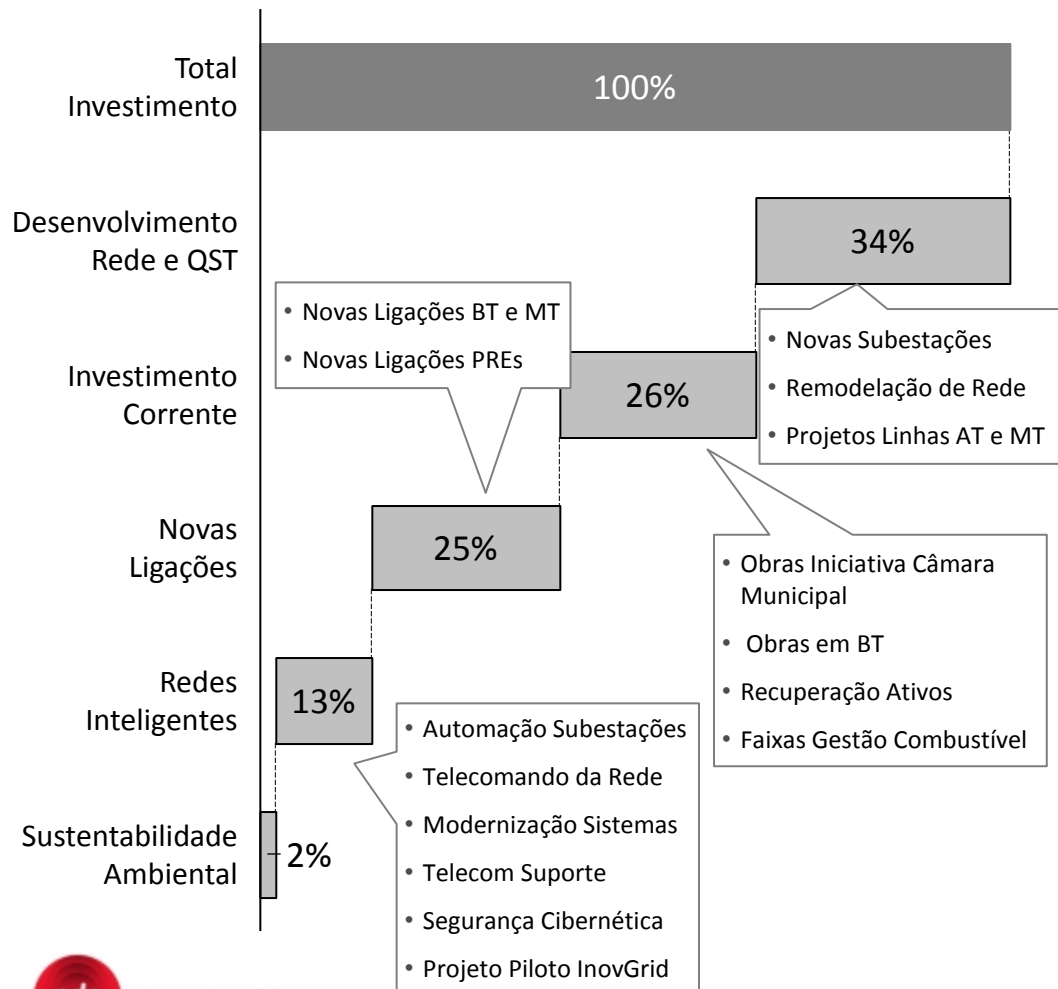 Total
Investimento
100%
Desenvolvimento
Rede e QST
34%
• Novas Ligações BT e MT
• Novas Ligações PREs
• Novas Subestações
• Remodelação de Rede
• Projetos Linhas AT e MT
Investimento
Corrente
26%
Novas
Ligações
25%
• Obras Iniciativa Câmara
Municipal
• Obras em BT
• Recuperação Ativos
• Faixas Gestão Combustível
Redes
Inteligentes
13%
• Automação Subestações
• Telecomando da Rede
• Modernização Sistemas
• Telecom Suporte
• Segurança Cibernética
• Projeto Piloto InovGrid
Sustentabilidade
Ambiental
2%